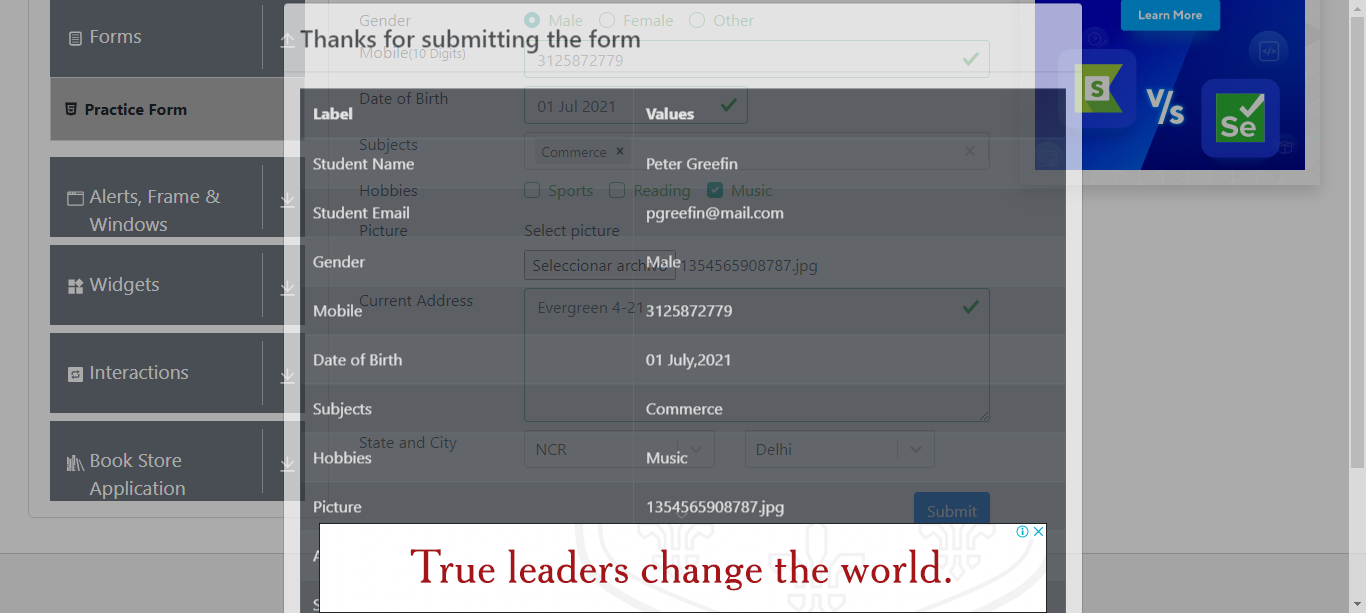 Forms
Practice Form
Alerts, Frame &
Windows
Widgets
Interactions
Book Store
Application
Gender
Male
Female
Other
Thanks for submitting the form
Mobile(10 Digits)
3125872779
Date of Birth
01 Jul 2021
Subjects
Commerce ×
Hobbies
Sports
Reading
Music
Picture
Select picture
Seleccionar archivo
1354565908787.jpg
Current Address
Evergreen 4-21
State and City
NCR
Delhi
Submit
Label Values
Student Name Peter Greefin
Student Email pgreefin@mail.com
Gender Male
Mobile 3125872779
Date of Birth 01 July,2021
Subjects Commerce
Hobbies Music
Picture 1354565908787.jpg
True leaders change the world.
Learn More
S
V/s
Se